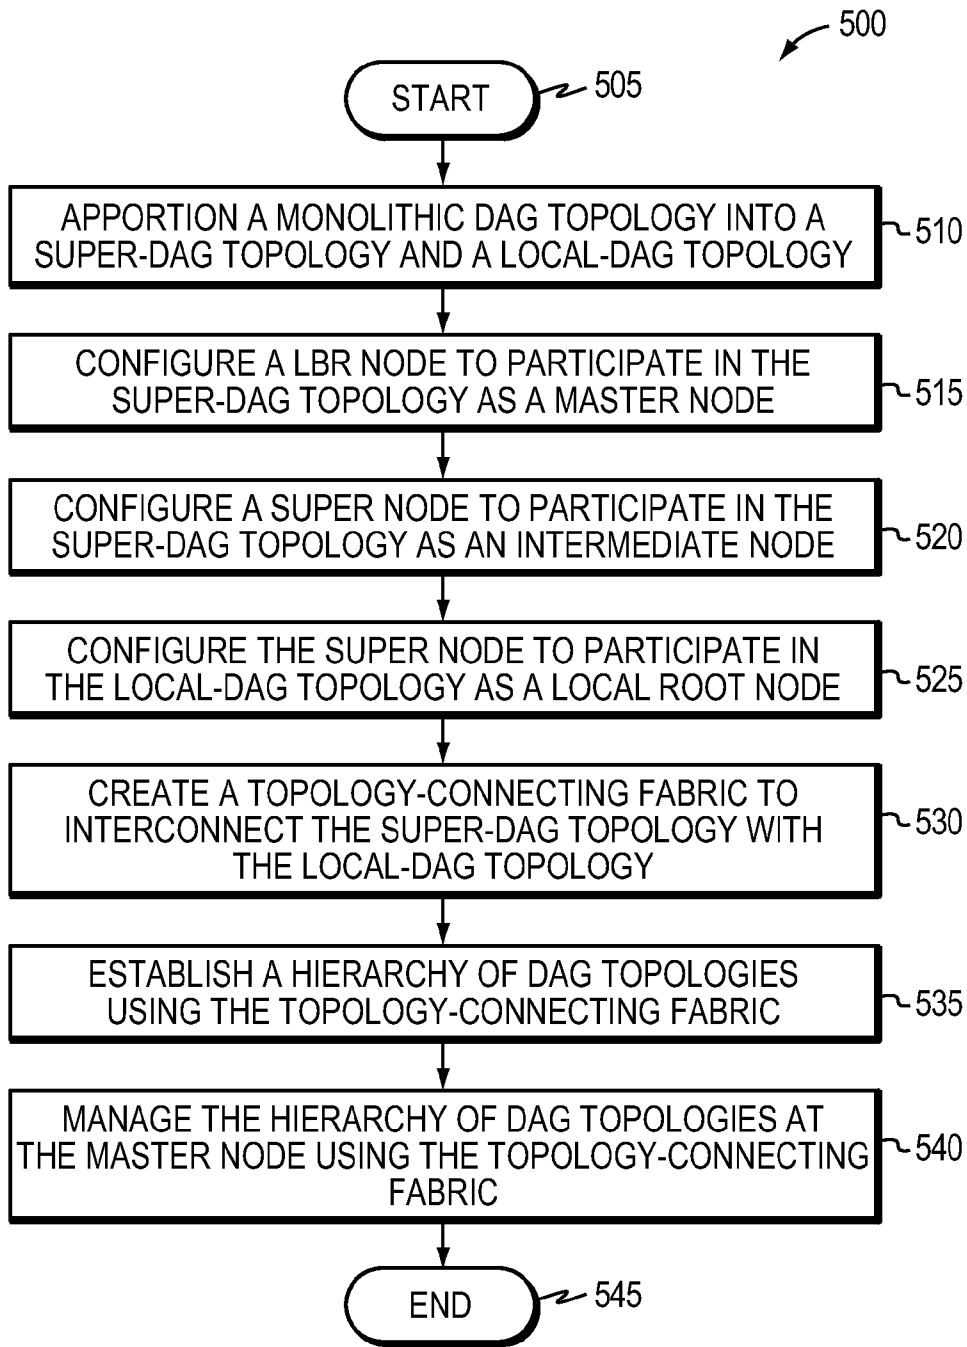 500
START
505
APPORTION A MONOLITHIC DAG TOPOLOGY INTO A
SUPER-DAG TOPOLOGY AND A LOCAL-DAG TOPOLOGY
510
CONFIGURE A LBR NODE TO PARTICIPATE IN THE
SUPER-DAG TOPOLOGY AS A MASTER NODE
515
CONFIGURE A SUPER NODE TO PARTICIPATE IN THE
SUPER-DAG TOPOLOGY AS AN INTERMEDIATE NODE
520
CONFIGURE THE SUPER NODE TO PARTICIPATE IN
THE LOCAL-DAG TOPOLOGY AS A LOCAL ROOT NODE
525
CREATE A TOPOLOGY-CONNECTING FABRIC TO
INTERCONNECT THE SUPER-DAG TOPOLOGY WITH
THE LOCAL-DAG TOPOLOGY
530
ESTABLISH A HIERARCHY OF DAG TOPOLOGIES
USING THE TOPOLOGY-CONNECTING FABRIC
535
MANAGE THE HIERARCHY OF DAG TOPOLOGIES AT
THE MASTER NODE USING THE TOPOLOGY-CONNECTING
FABRIC
540
END
545